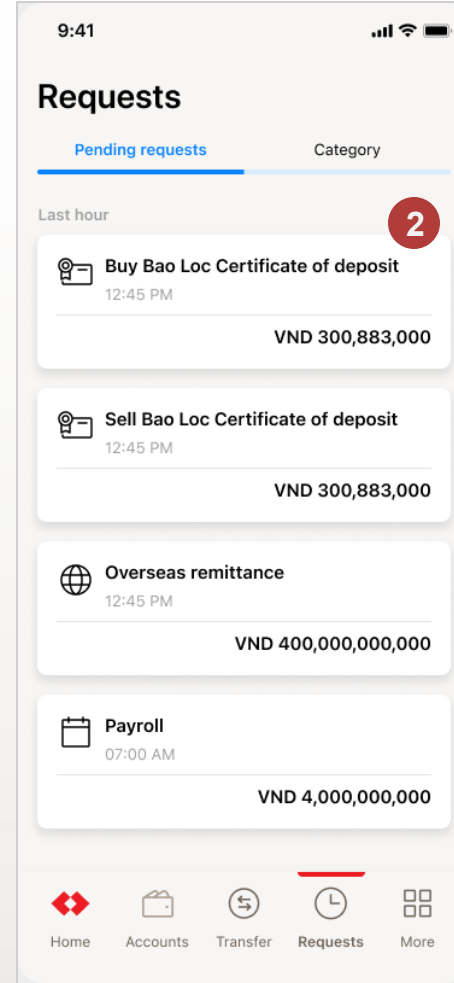 9:41
Requests
Pending requests
Category
Last hour
2
Buy Bao Loc Certificate of deposit
12:45 PM
VND 300,883,000
Sell Bao Loc Certificate of deposit
12:45 PM
VND 300,883,000
Overseas remittance
12:45 PM
VND 400,000,000,000
Payroll
07:00 AM
VND 4,000,000,000
Home
Accounts
Transfer
Requests
More